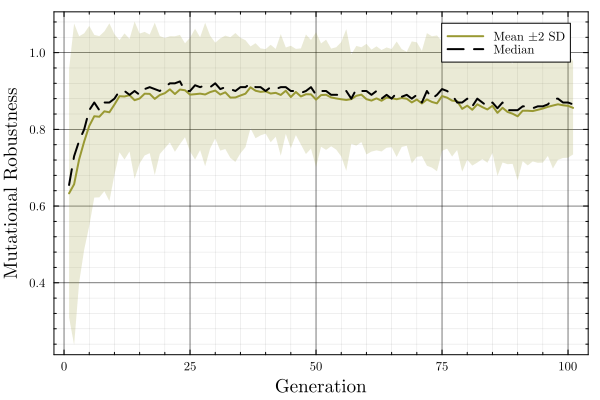 Mean ±2 SD
Median
1.0
0.8
0.6
0.4
Mutational Robustness
0 25 50 75 100
Generation